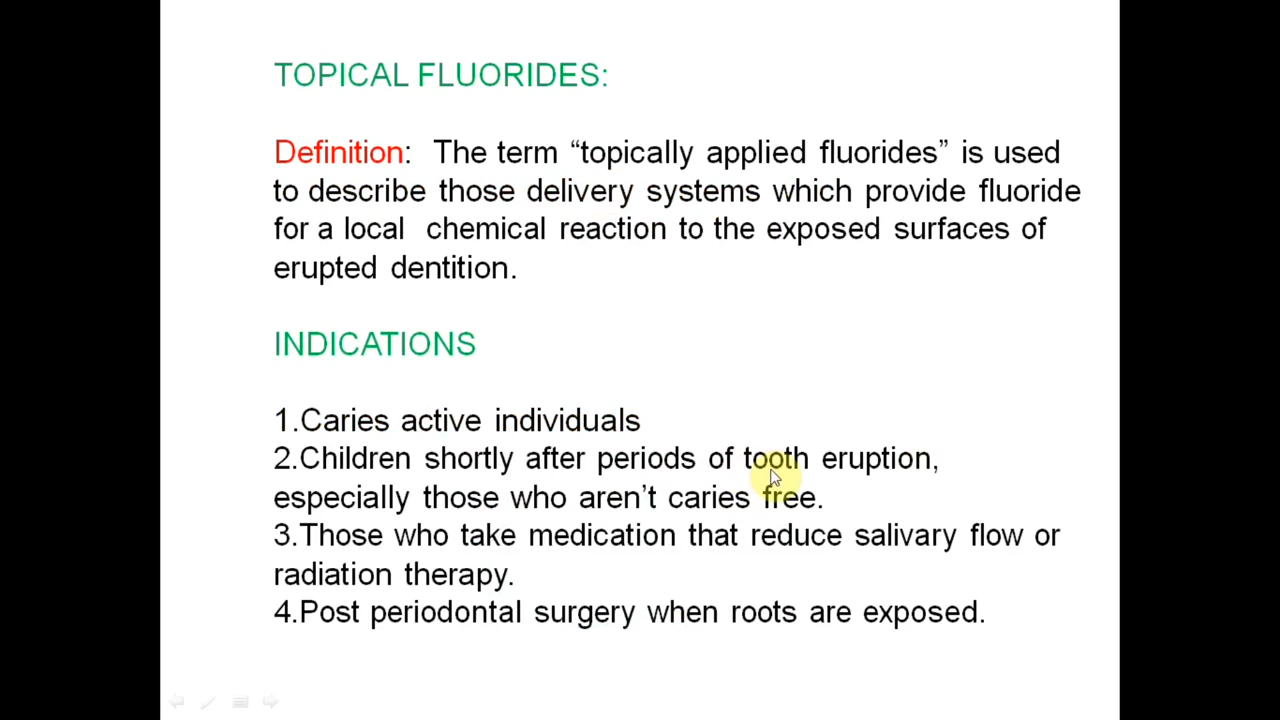 TOPICAL FLUORIDES:
Definition:  The term “topically applied fluorides” is used
to describe those delivery systems which provide fluoride
for a local  chemical reaction to the exposed surfaces of
erupted dentition.
INDICATIONS
1.Caries active individuals
2.Children shortly after periods of tooth eruption,
especially those who aren’t caries free.
3.Those who take medication that reduce salivary flow or
radiation therapy.
4.Post periodontal surgery when roots are exposed.